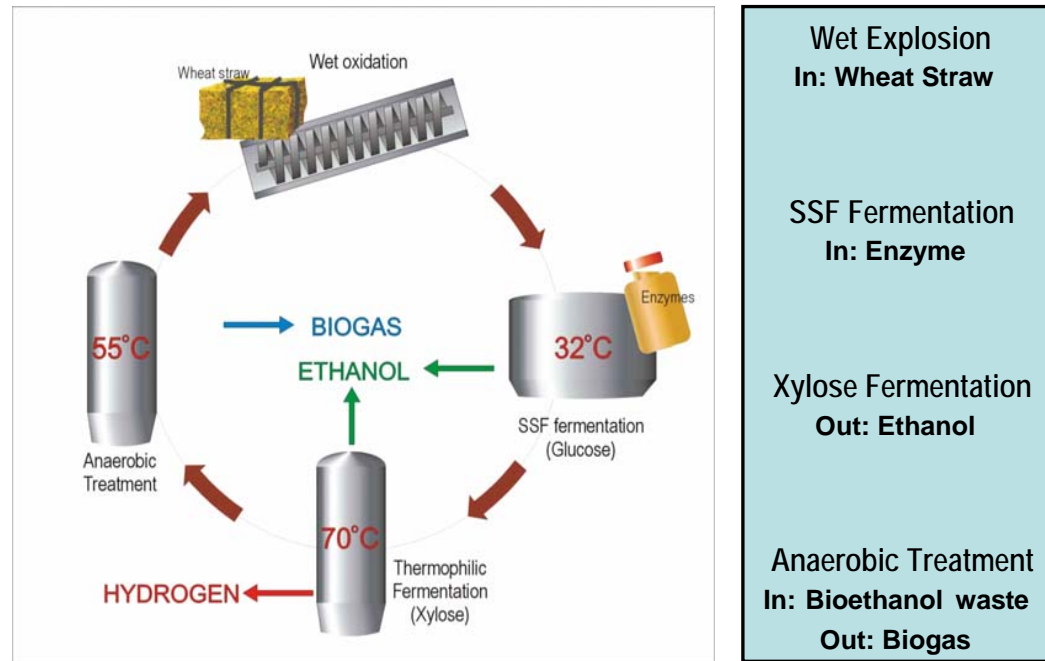 Wheat straw
Wet oxidation
Enzymes
55°C
BIOGAS
32°C
ETHANOL
SSF fermentation
(Glucose)
Anaerobic
Treatment
70°C
Thermophilic
Fermentation
(Xylose)
HYDROGEN
Wet Explosion
In: Wheat Straw
SSF Fermentation
In: Enzyme
Xylose Fermentation
Out: Ethanol
Anaerobic Treatment
In: Bioethanol waste
Out: Biogas